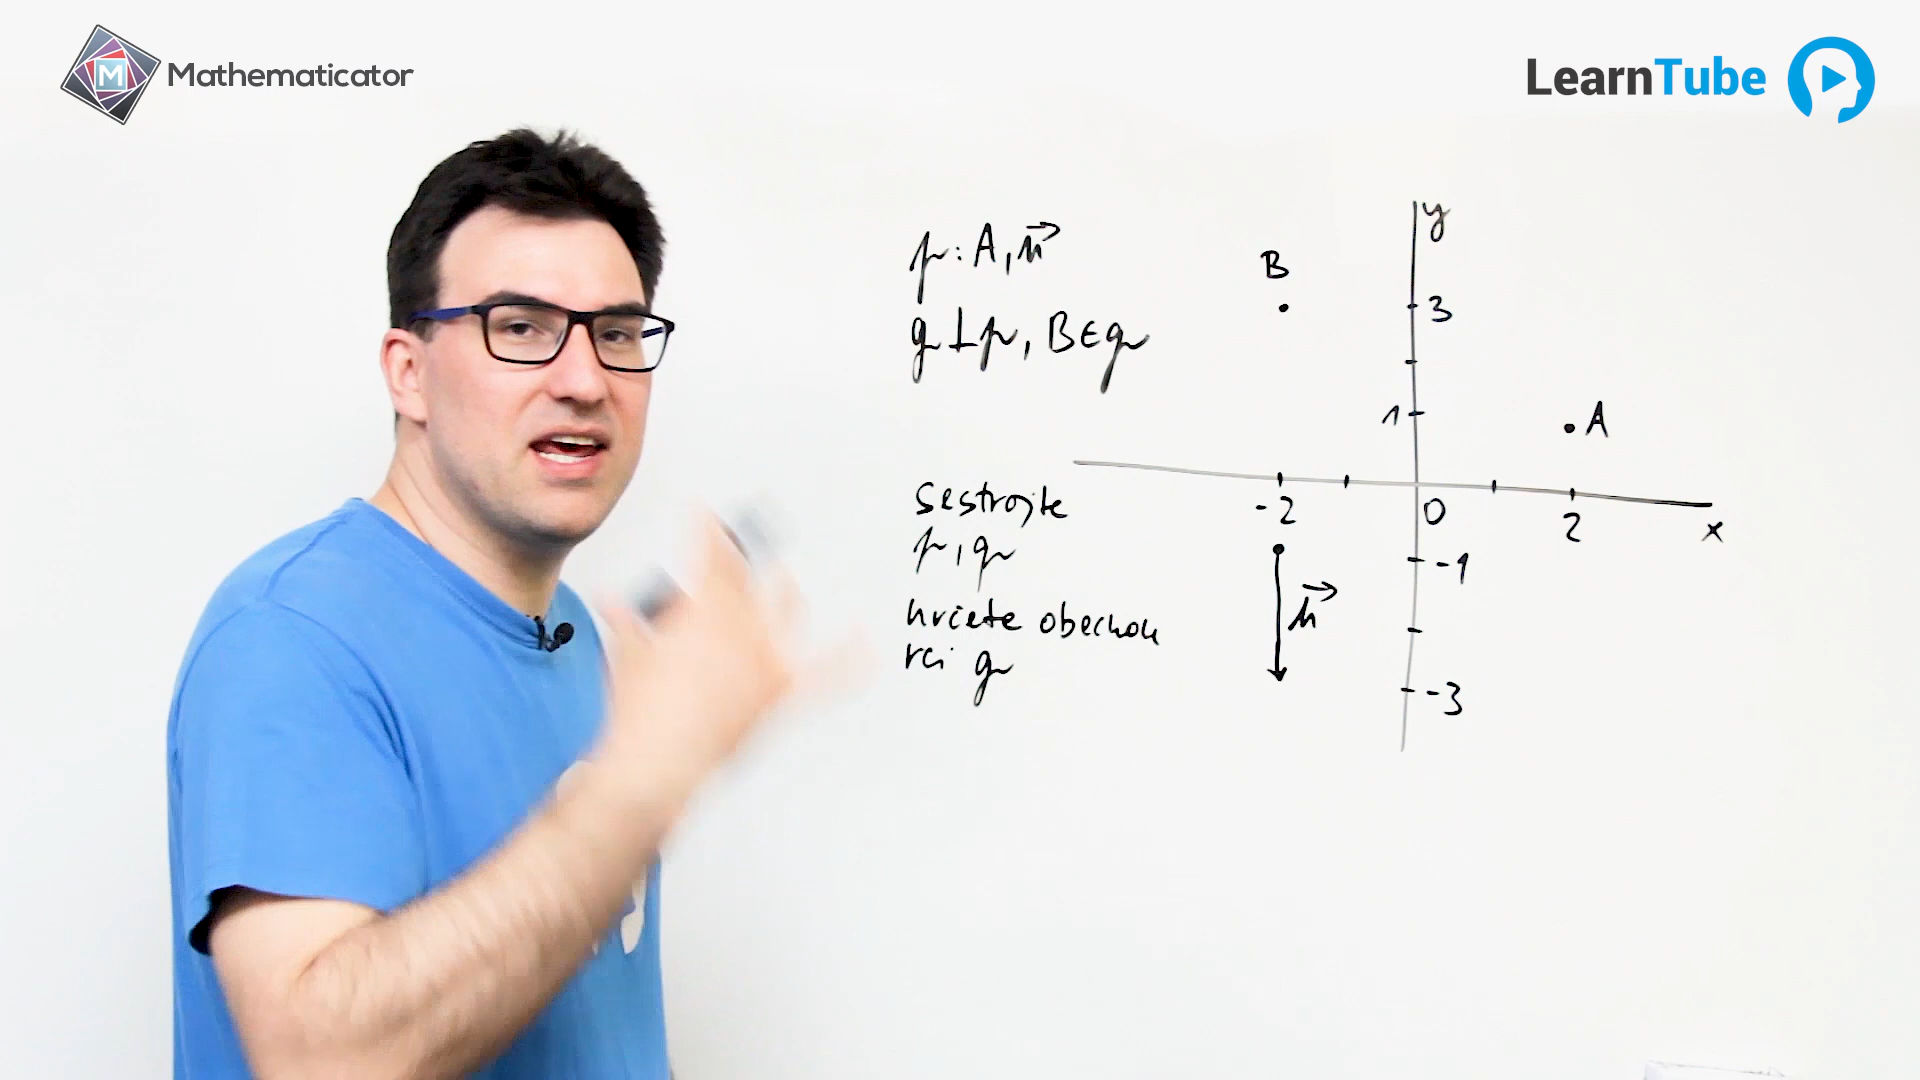 Mathematicator
LearnTube
p: A, n⃗
q ⊥ p, B ∈ q
sestrojte
p, q
určete obecnou
rci q
B
y
3
1
A
-2
0
2
x
-1
n⃗
-3